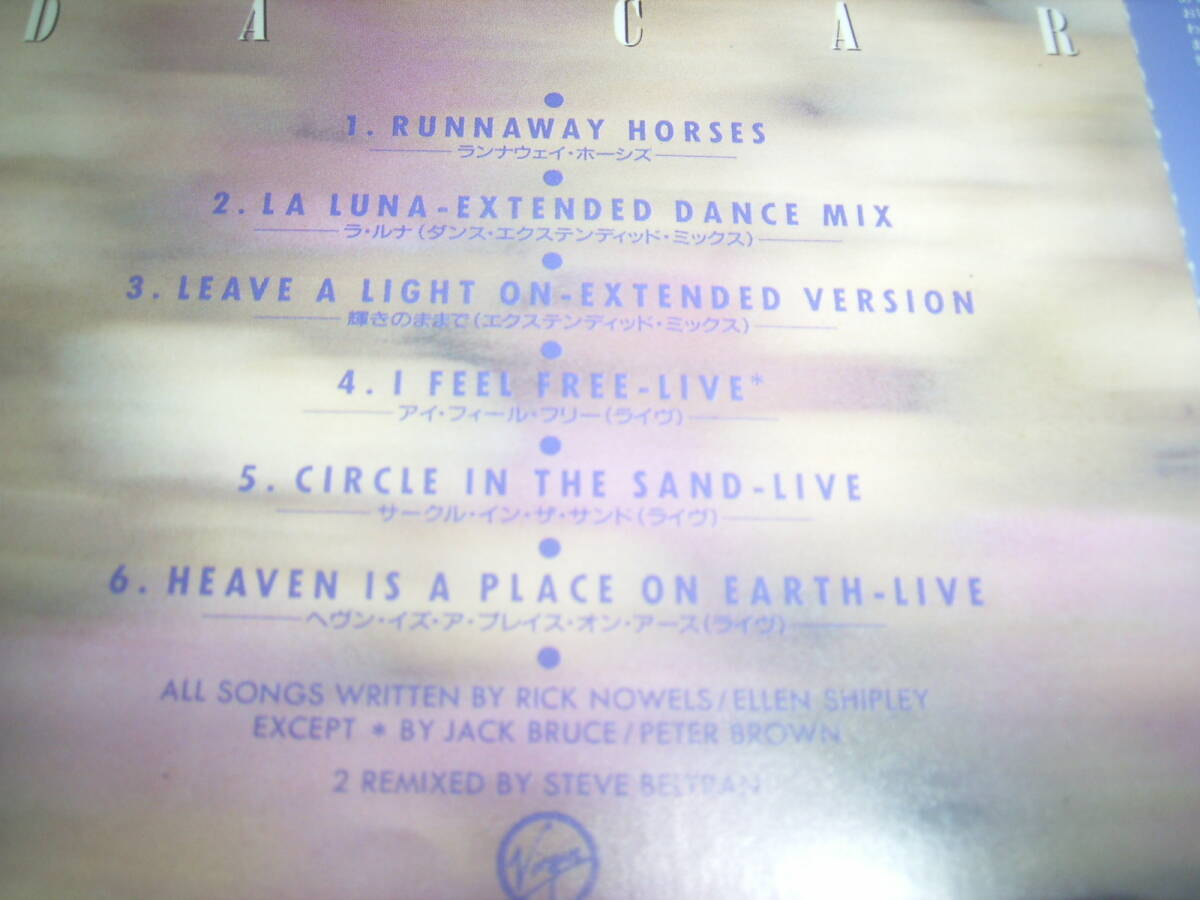 D A C A R
1. RUNNAWAY HORSES
ランナウェイ・ホーシズ
2. LA LUNA-EXTENDED DANCE MIX
ラ・ルナ(ダンス・エクステンディッド・ミックス)
3. LEAVE A LIGHT ON-EXTENDED VERSION
輝きのままで(エクステンディッド・ミックス)
4. I FEEL FREE-LIVE*
アイ・フィール・フリー(ライヴ)
5. CIRCLE IN THE SAND-LIVE
サークル・イン・ザ・サンド(ライヴ)
6. HEAVEN IS A PLACE ON EARTH-LIVE
ヘヴン・イズ・ア・プレイス・オン・アース(ライヴ)
ALL SONGS WRITTEN BY RICK NOWELS/ELLEN SHIPLEY
EXCEPT * BY JACK BRUCE/PETER BROWN
2 REMIXED BY STEVE BELTRAN
Virgin